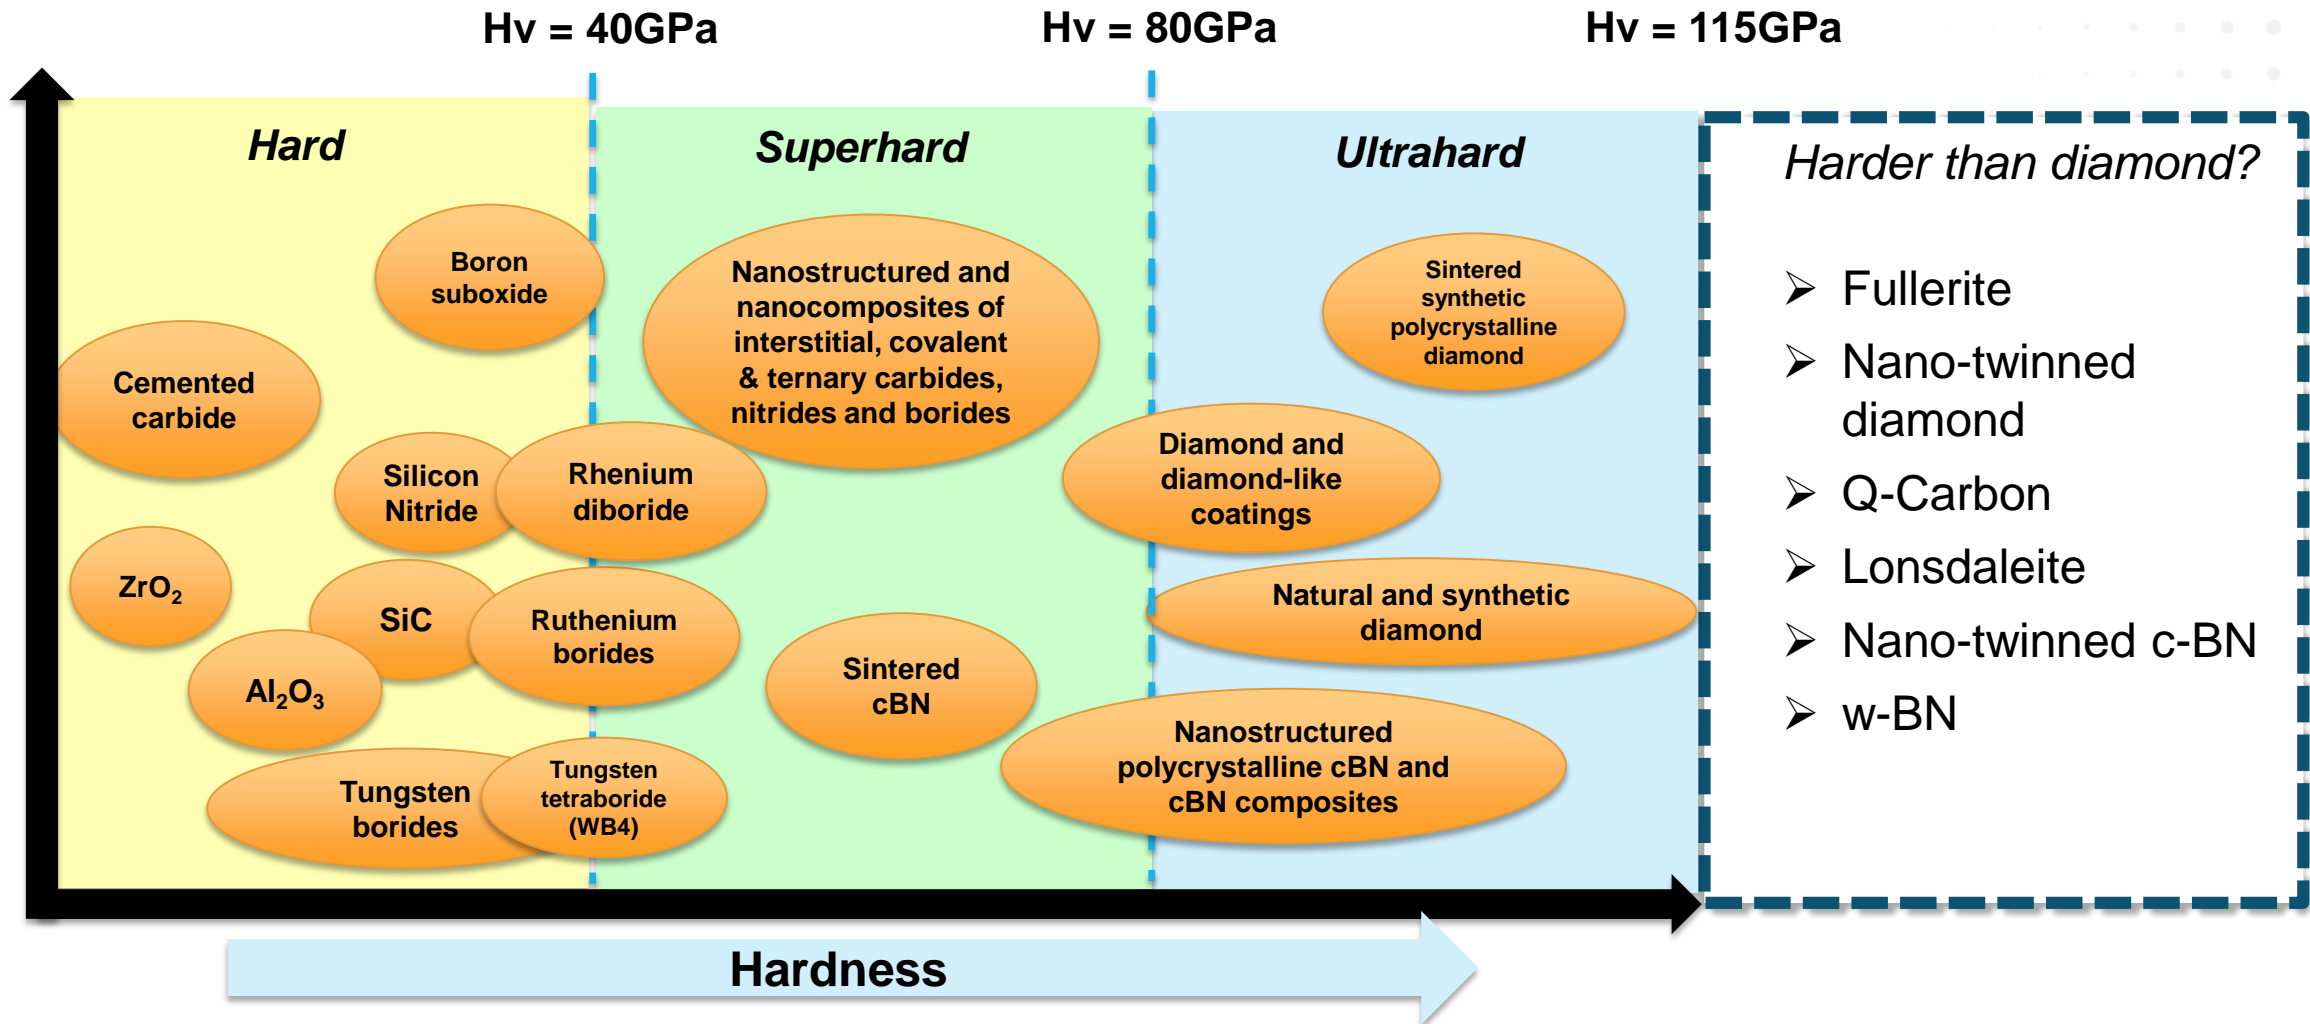 Hv = 40GPa
Hv = 80GPa
Hv = 115GPa
Hard
Superhard
Ultrahard
Harder than diamond?
Boron
suboxide
Cemented
carbide
Silicon
Nitride
Rhenium
diboride
ZrO₂
SiC
Ruthenium
borides
Al₂O₃
Tungsten
borides
Tungsten
tetraboride
(WB4)
Nanostructured and
nanocomposites of
interstitial, covalent
& ternary carbides,
nitrides and borides
Sintered
cBN
Sintered
synthetic
polycrystalline
diamond
Diamond and
diamond-like
coatings
Natural and synthetic
diamond
Nanostructured
polycrystalline cBN and
cBN composites
➢ Fullerite
➢ Nano-twinned
diamond
➢ Q-Carbon
➢ Lonsdaleite
➢ Nano-twinned c-BN
➢ w-BN
Hardness